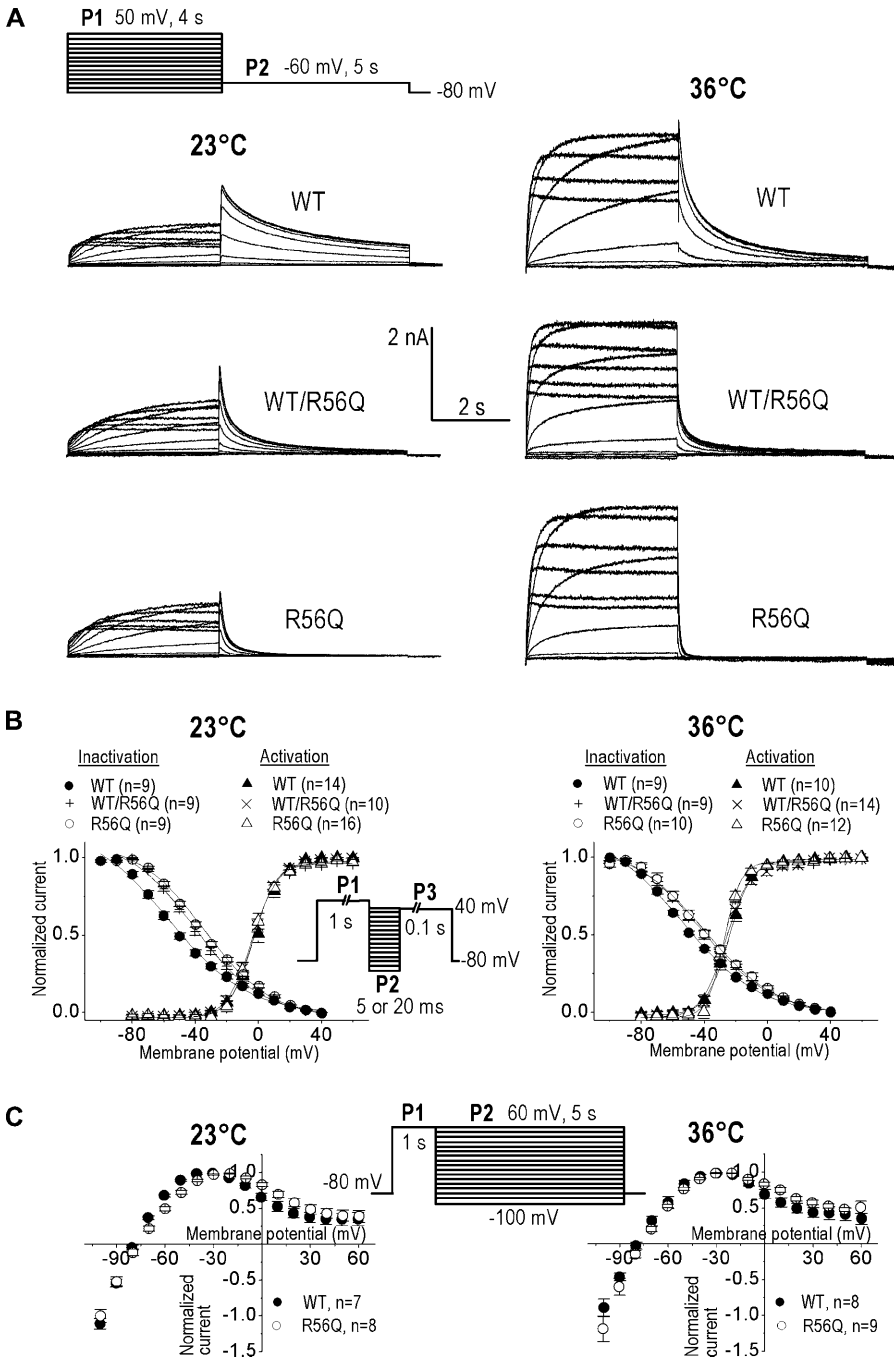 A
P1 50 mV, 4 s
P2 -60 mV, 5 s
-80 mV
23°C
36°C
WT
WT
2 nA
2 s
WT/R56Q
WT/R56Q
R56Q
R56Q
B
23°C
36°C
Inactivation Activation
WT (n=9) WT (n=14)
WT/R56Q (n=9) WT/R56Q (n=10)
R56Q (n=9) R56Q (n=16)
Inactivation Activation
WT (n=9) WT (n=10)
WT/R56Q (n=9) WT/R56Q (n=14)
R56Q (n=10) R56Q (n=12)
Normalized current
1.0
0.5
0.0
-80 -40 0 40
Membrane potential (mV)
P1 P3
1 s 0.1 s
40 mV
-80 mV
P2
5 or 20 ms
Normalized current
1.0
0.5
0.0
-80 -40 0 40
Membrane potential (mV)
C
23°C
36°C
P1 P2 60 mV, 5 s
1 s
-80 mV
-100 mV
1.0
0.5
Membrane potential (mV)
-90 -60 -30 30 60
-0.5
-1.0
-1.5
Normalized current
WT, n=7
R56Q, n=8
1.0
0.5
Membrane potential (mV)
-90 -60 -30 30 60
-0.5
-1.0
-1.5
Normalized current
WT, n=8
R56Q, n=9